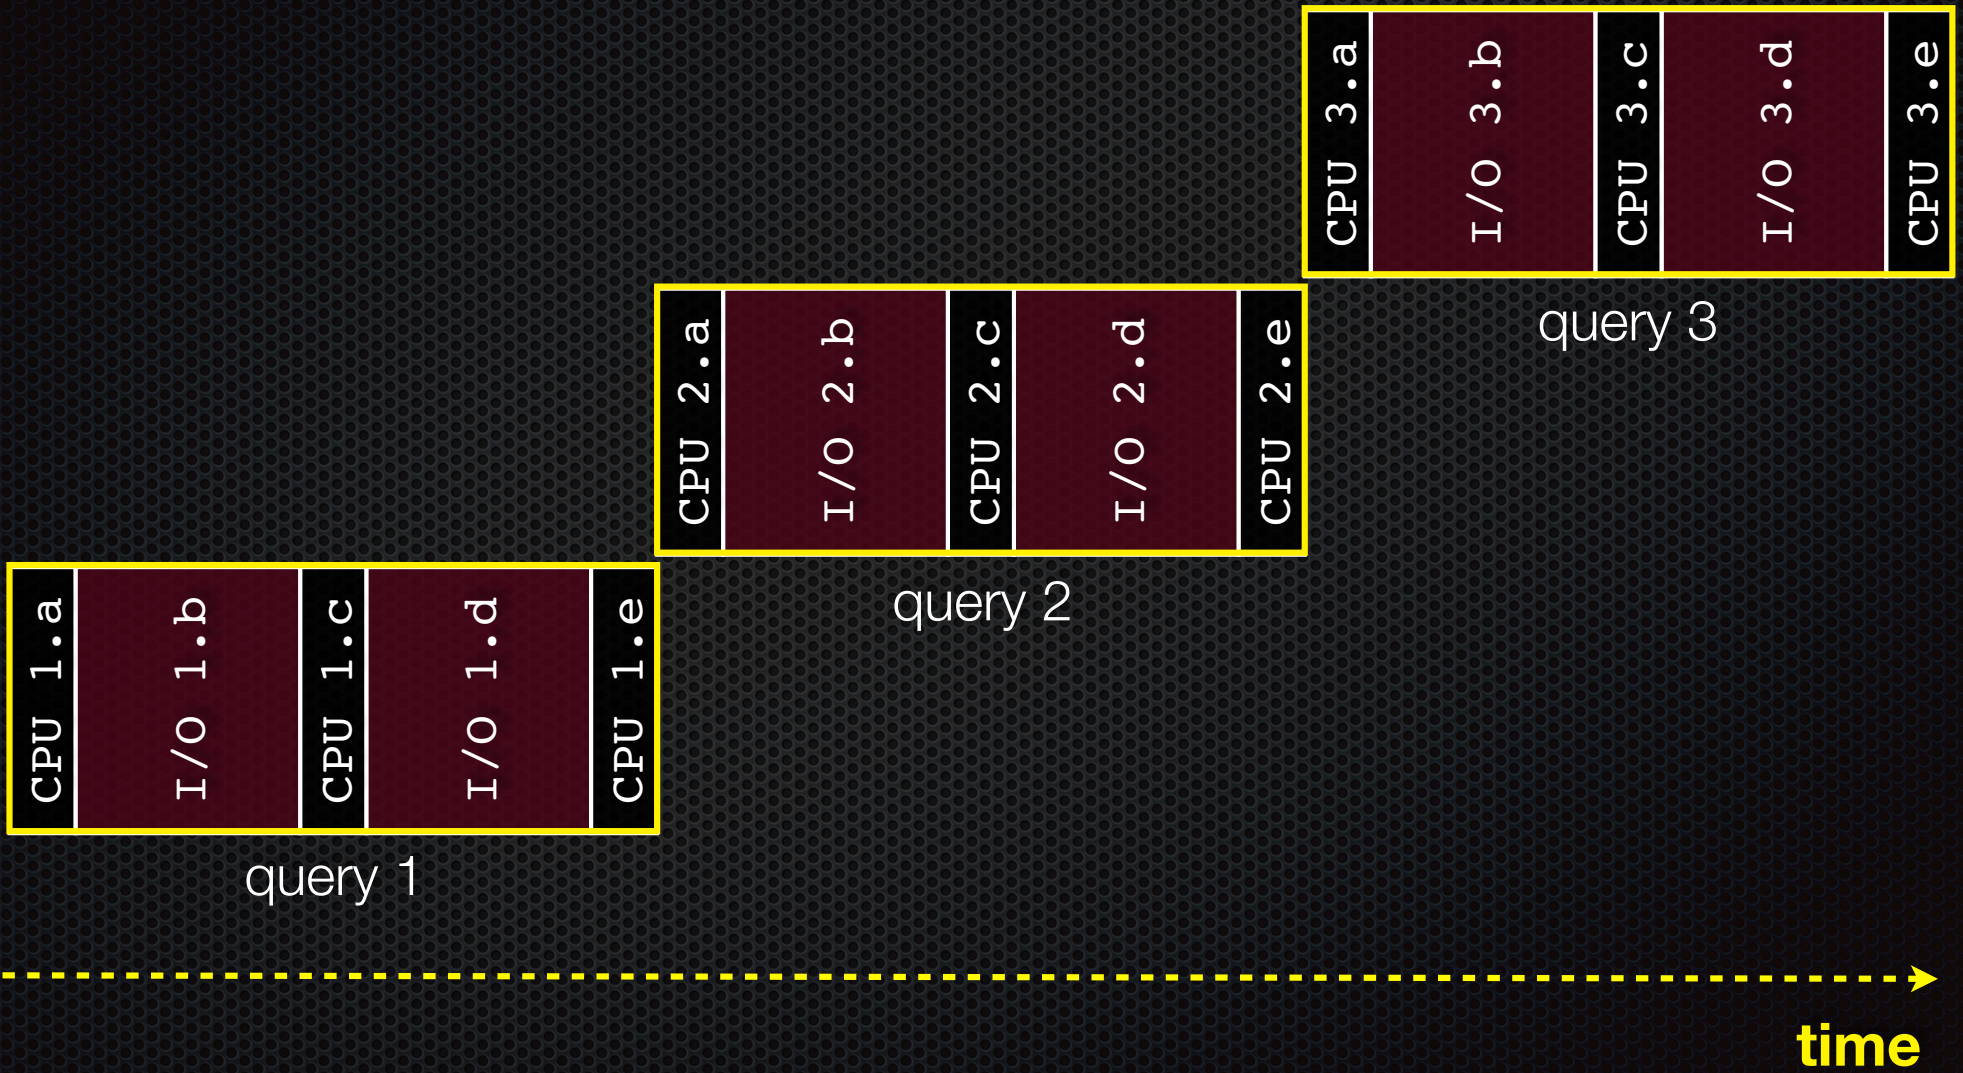 CPU 3.a
I/O 3.b
CPU 3.c
I/O 3.d
CPU 3.e
query 3
CPU 2.a
I/O 2.b
CPU 2.c
I/O 2.d
CPU 2.e
query 2
CPU 1.a
I/O 1.b
CPU 1.c
I/O 1.d
CPU 1.e
query 1
time